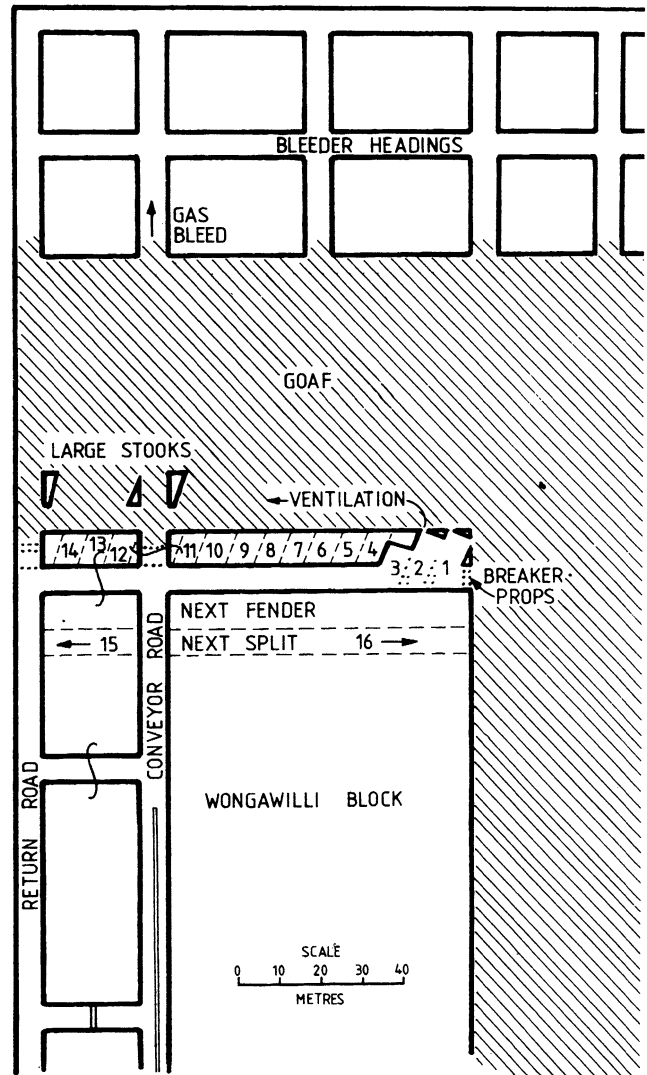 BLEEDER HEADINGS
GAS
BLEED
GOAF
LARGE STOOKS
VENTILATION
14 13 12 11 10 9 8 7 6 5 4
3 2 1
BREAKER
PROPS
NEXT FENDER
15 NEXT SPLIT 16
CONVEYOR ROAD
RETURN ROAD
WONGAWILLI BLOCK
SCALE
0 10 20 30 40
METRES